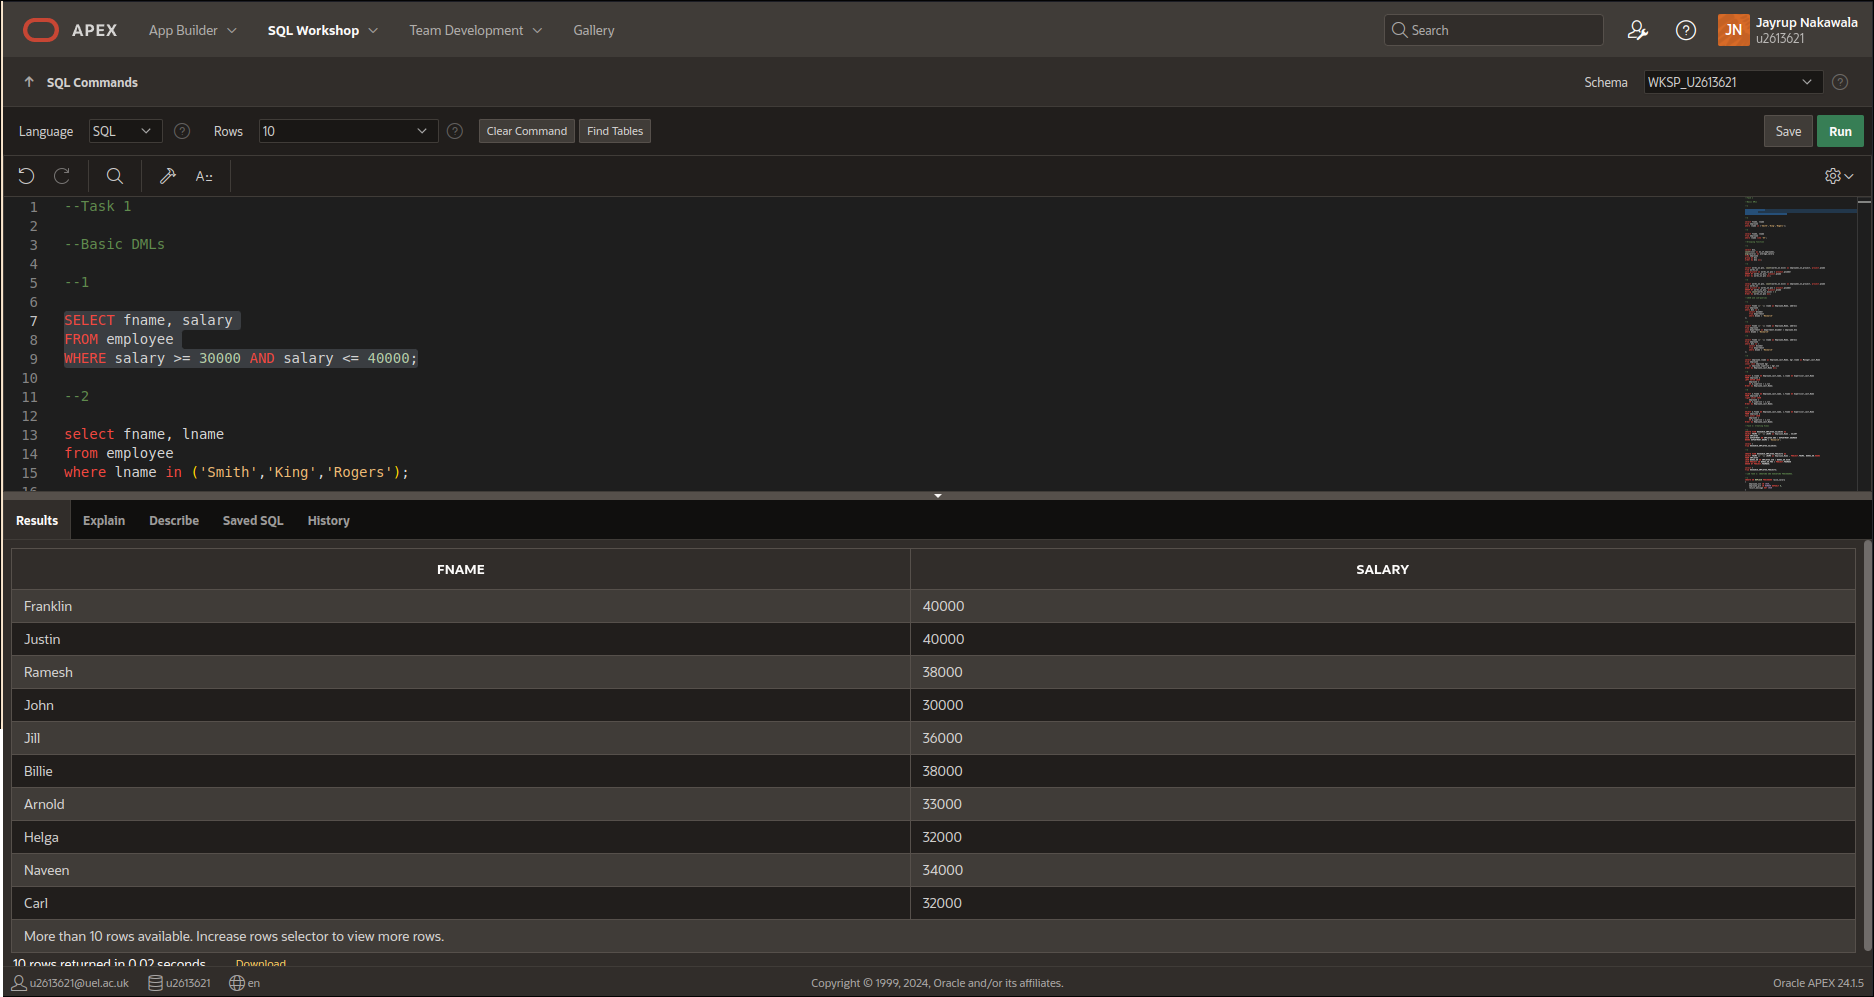 APEX App Builder SQL Workshop Team Development Gallery Search JN Jayrup Nakawala
u2613621
SQL Commands Schema WKSP_U2613621
Language SQL Rows 10 Clear Command Find Tables Save Run
1 --Task 1
2
3 --Basic DMLs
4
5 --1
6
7 SELECT fname, salary
8 FROM employee
9 WHERE salary >= 30000 AND salary <= 40000;
10
11 --2
12
13 select fname, lname
14 from employee
15 where lname in ('Smith','King','Rogers');
16
Results Explain Describe Saved SQL History
FNAME SALARY
Franklin 40000
Justin 40000
Ramesh 38000
John 30000
Jill 36000
Billie 38000
Arnold 33000
Helga 32000
Naveen 34000
Carl 32000
More than 10 rows available. Increase rows selector to view more rows.
10 rows returned in 0.02 seconds Download
u2613621@uel.ac.uk u2613621 en Copyright © 1999, 2024, Oracle and/or its affiliates. Oracle APEX 24.1.5